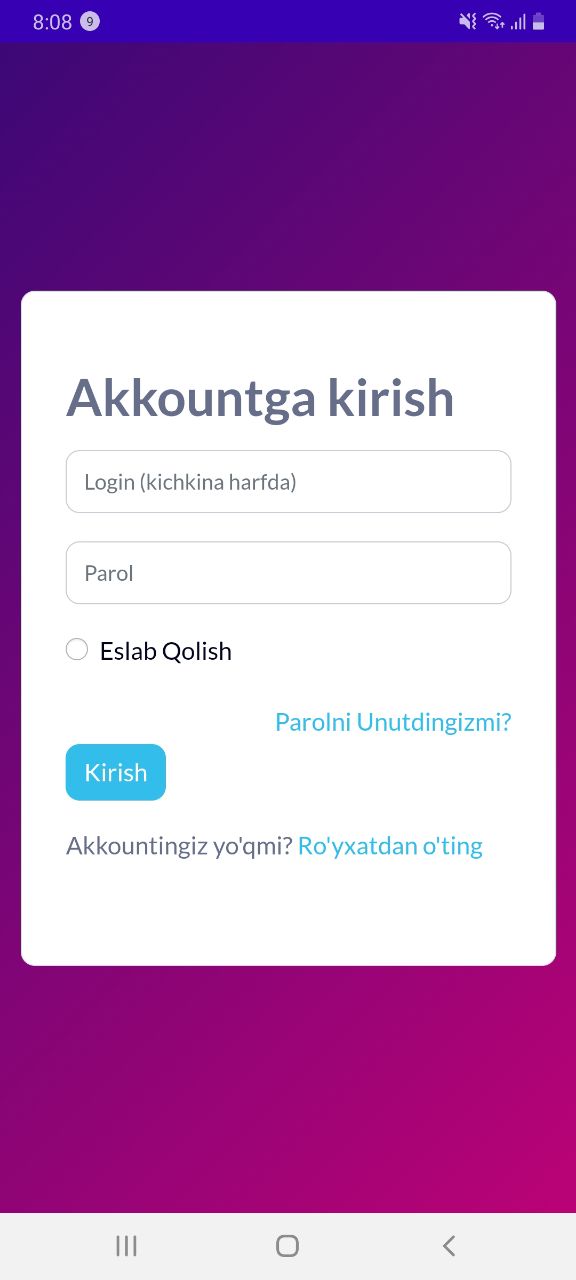 8:08 9
Akkountga kirish
Login (kichkina harfda)
Parol
Eslab Qolish
Parolni Unutdingizmi?
Kirish
Akkountingiz yo'qmi? Ro'yxatdan o'ting